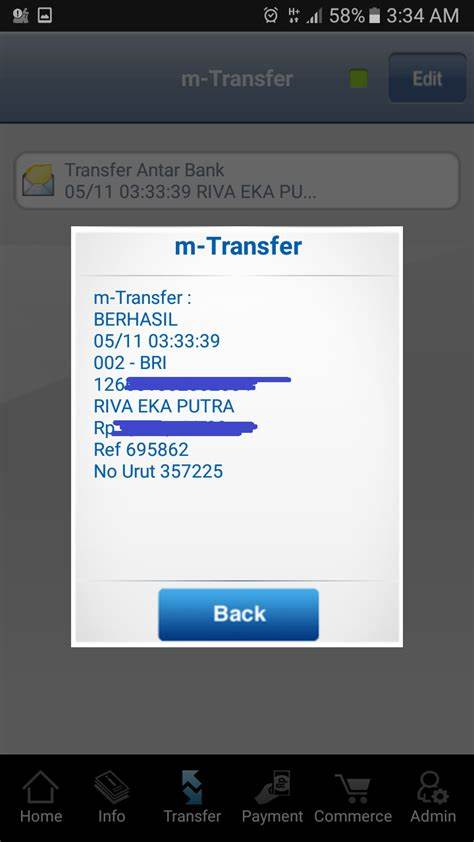 58% 3:34 AM
m-Transfer
Edit
Transfer Antar Bank
05/11 03:33:39 RIVA EKA PU...
m-Transfer
m-Transfer :
BERHASIL
05/11 03:33:39
002 - BRI
126
RIVA EKA PUTRA
Rp
Ref 695862
No Urut 357225
Back
Home Info Transfer Payment Commerce Admin